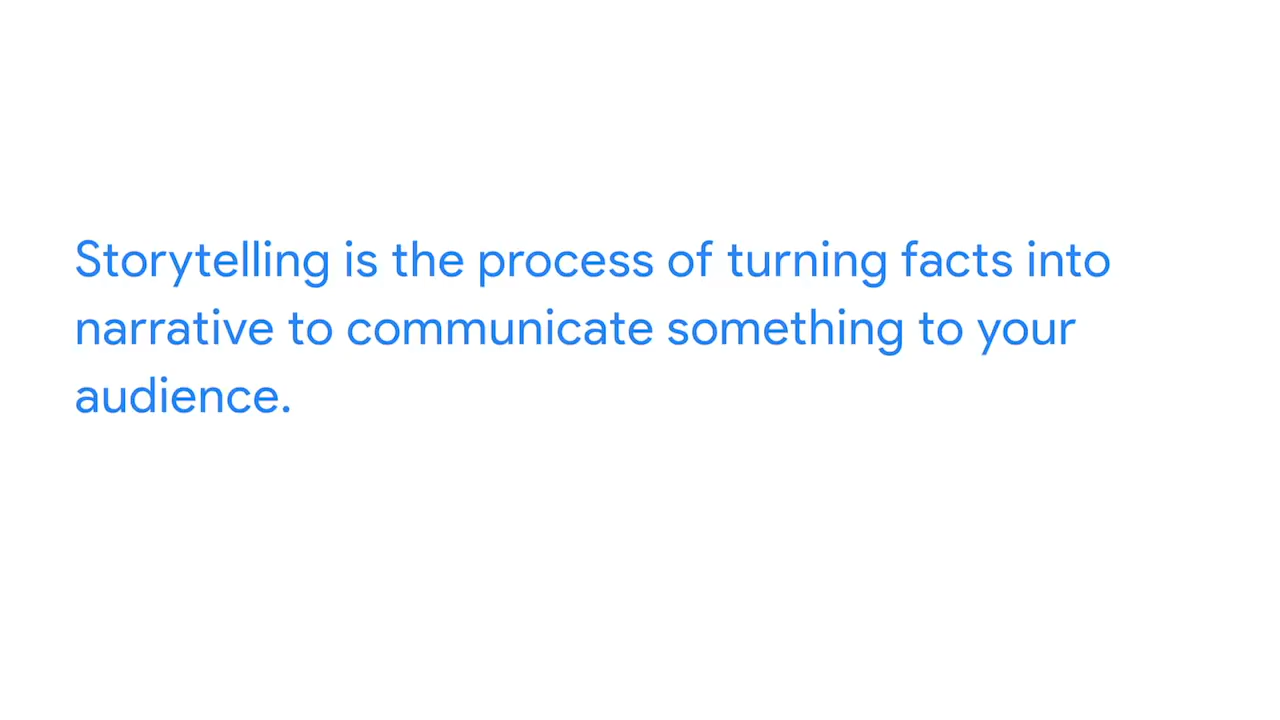 Storytelling is the process of turning facts into
narrative to communicate something to your
audience.